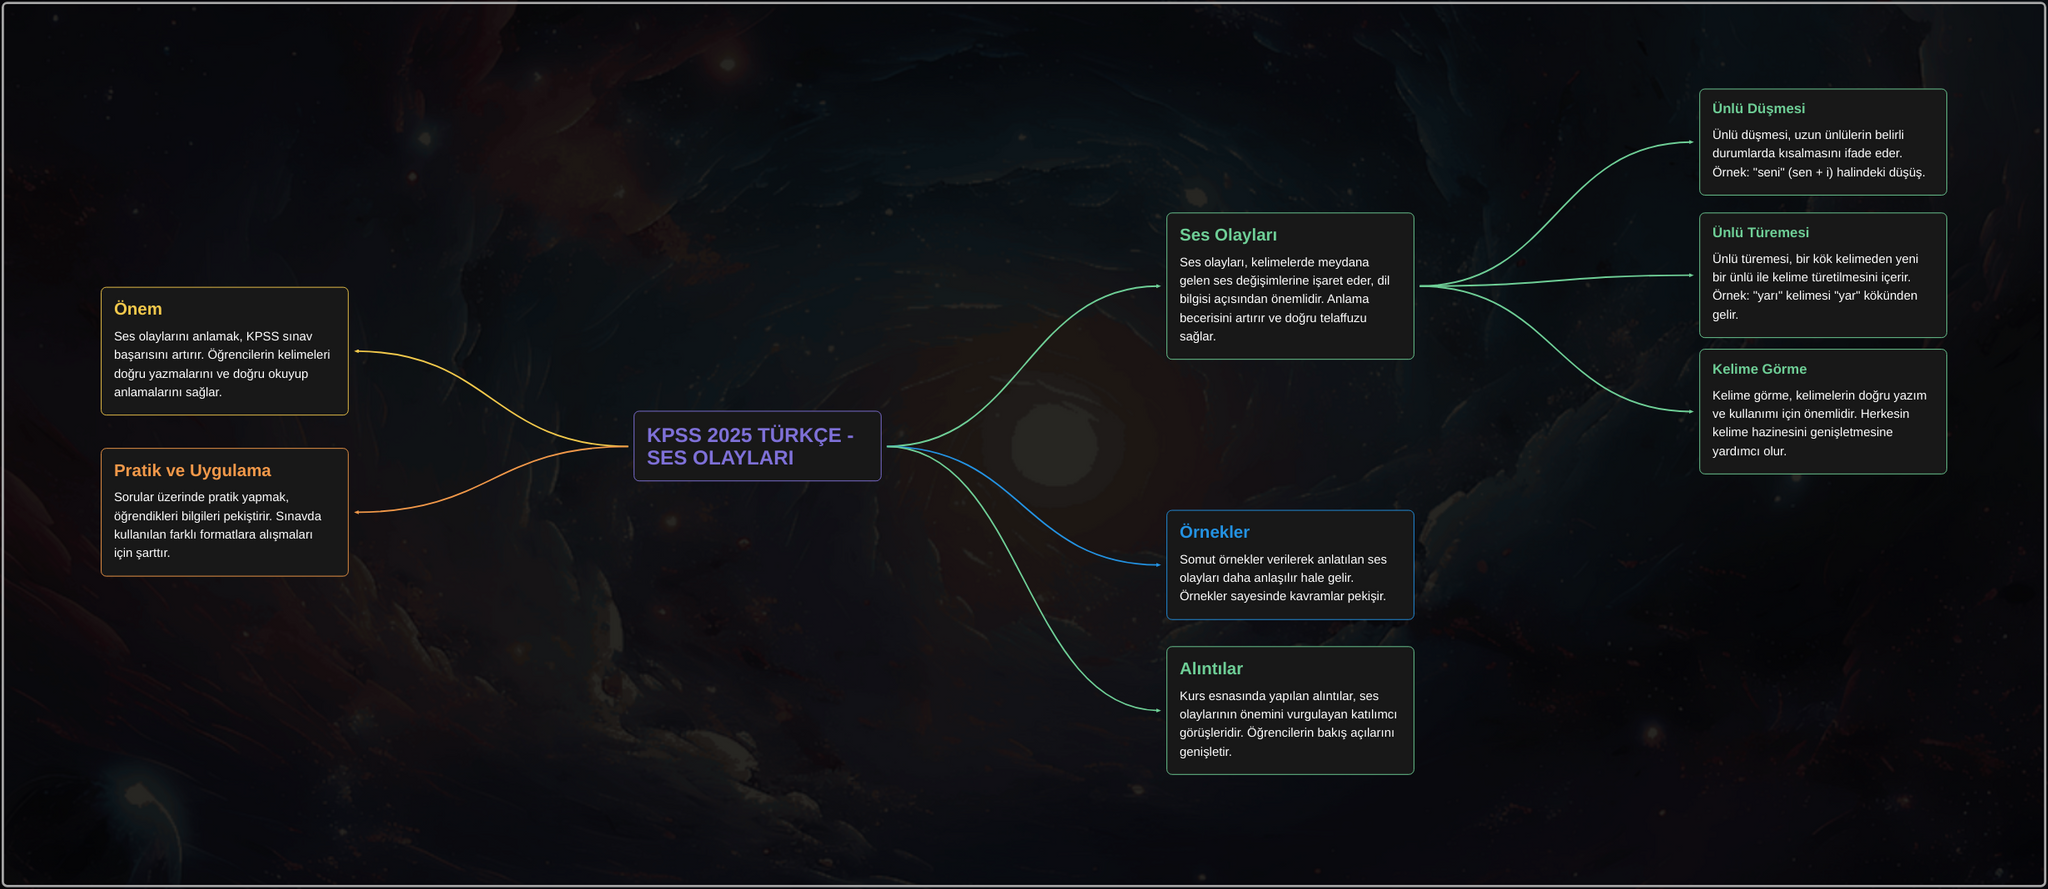 Önem
Ses olaylarını anlamak, KPSS sınav
başarısını artırır. Öğrencilerin kelimeleri
doğru yazmalarını ve doğru okuyup
anlamalarını sağlar.
Pratik ve Uygulama
Sorular üzerinde pratik yapmak,
öğrendikleri bilgileri pekiştirir. Sınavda
kullanılan farklı formatlara alışmaları
için şarttır.
KPSS 2025 TÜRKÇE -
SES OLAYLARI
Ses Olayları
Ses olayları, kelimelerde meydana
gelen ses değişimlerine işaret eder, dil
bilgisi açısından önemlidir. Anlama
becerisini artırır ve doğru telaffuzu
sağlar.
Ünlü Düşmesi
Ünlü düşmesi, uzun ünlülerin belirli
durumlarda kısalmasını ifade eder.
Örnek: "seni" (sen + i) halindeki düşüş.
Ünlü Türemesi
Ünlü türemesi, bir kök kelimeden yeni
bir ünlü ile kelime türetilmesini içerir.
Örnek: "yarı" kelimesi "yar" kökünden
gelir.
Kelime Görme
Kelime görme, kelimelerin doğru yazım
ve kullanımı için önemlidir. Herkesin
kelime hazinesini genişletmesine
yardımcı olur.
Örnekler
Somut örnekler verilerek anlatılan ses
olayları daha anlaşılır hale gelir.
Örnekler sayesinde kavramlar pekişir.
Alıntılar
Kurs esnasında yapılan alıntılar, ses
olaylarının önemini vurgulayan katılımcı
görüşleridir. Öğrencilerin bakış açılarını
genişletir.